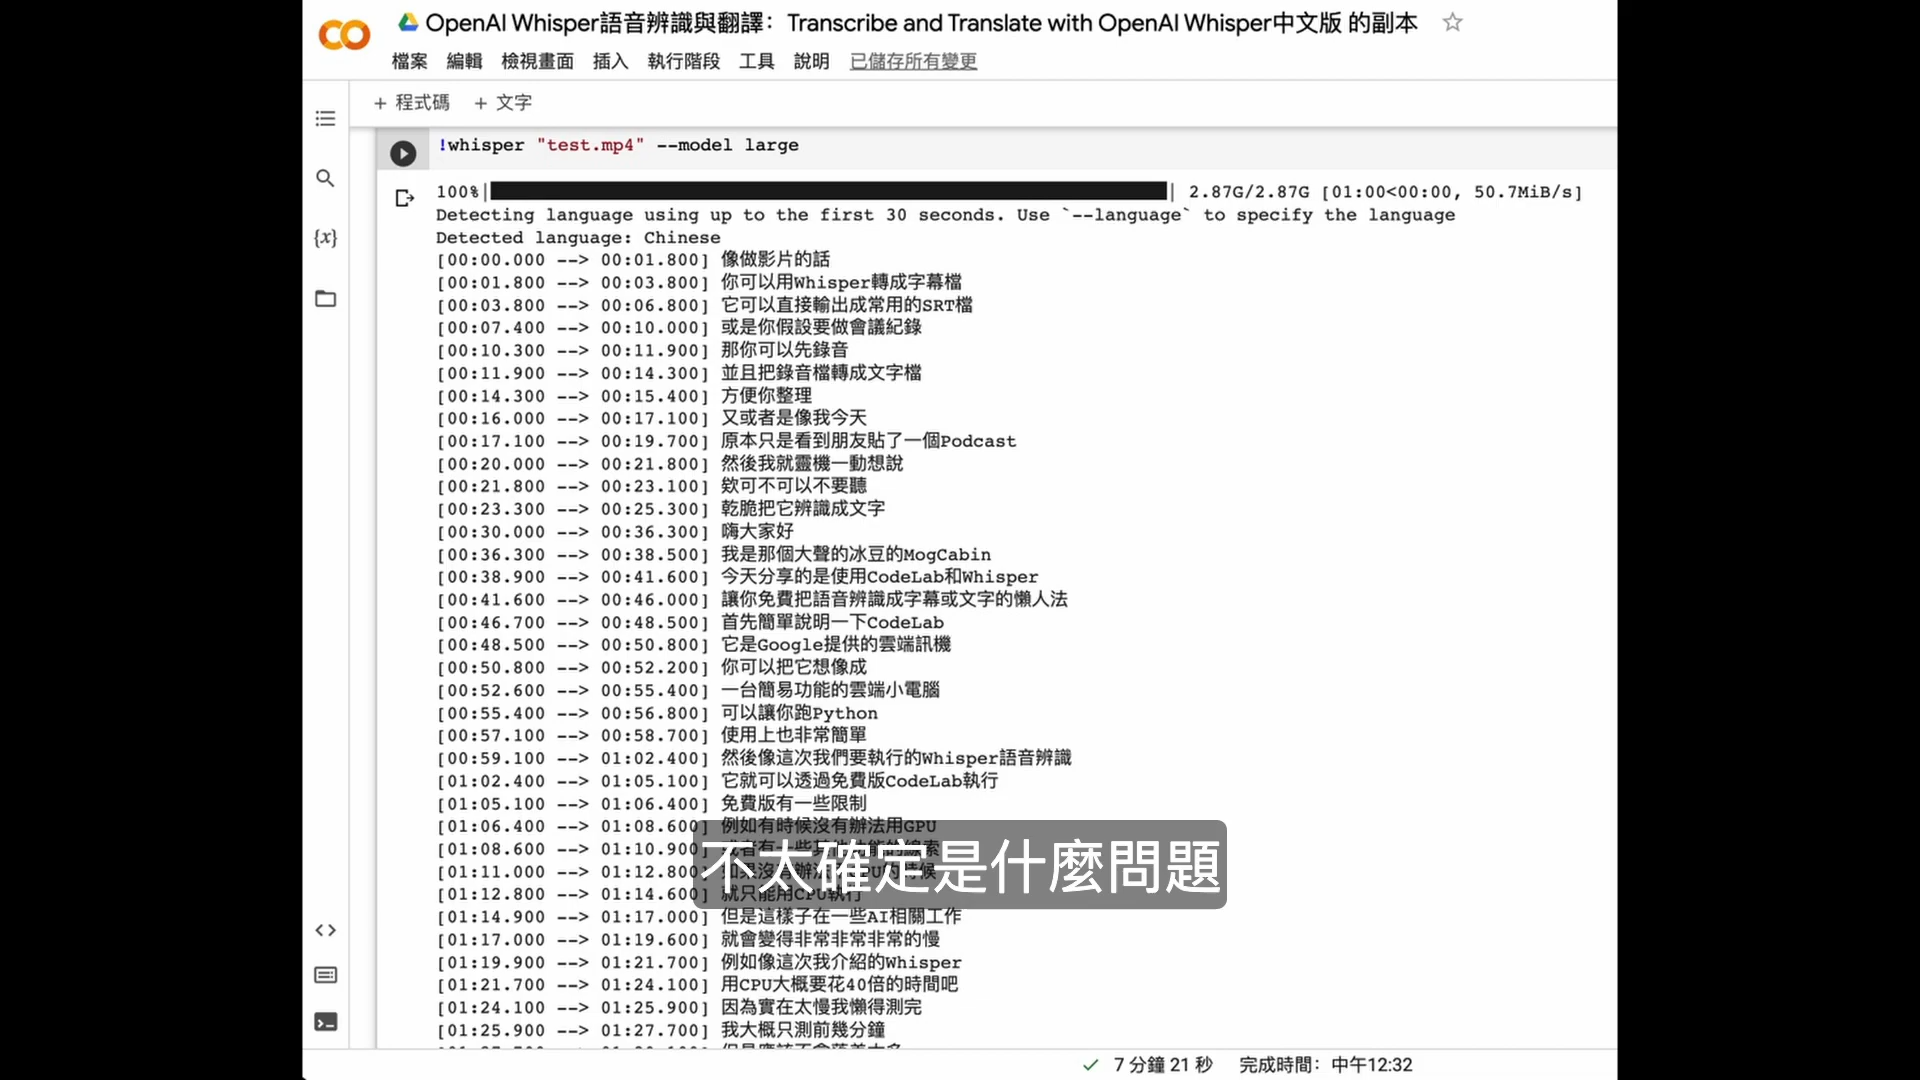 OpenAI Whisper語音辨識與翻譯：Transcribe and Translate with OpenAI Whisper中文版 的副本
檔案 編輯 檢視畫面 插入 執行階段 工具 說明 已儲存所有變更
+ 程式碼 + 文字
!whisper "test.mp4" --model large
100%| | 2.87G/2.87G [01:00<00:00, 50.7MiB/s]
Detecting language using up to the first 30 seconds. Use `--language` to specify the language
Detected language: Chinese
[00:00.000 --> 00:01.800] 像做影片的話
[00:01.800 --> 00:03.800] 你可以用Whisper轉成字幕檔
[00:03.800 --> 00:06.800] 它可以直接輸出成常用的SRT檔
[00:07.400 --> 00:10.000] 或是你假設要做會議紀錄
[00:10.300 --> 00:11.900] 那你可以先錄音
[00:11.900 --> 00:14.300] 並且把錄音檔轉成文字檔
[00:14.300 --> 00:15.400] 方便你整理
[00:16.000 --> 00:17.100] 又或者是像我今天
[00:17.100 --> 00:19.700] 原本只是看到朋友貼了一個Podcast
[00:20.000 --> 00:21.800] 然後我就靈機一動想說
[00:21.800 --> 00:23.100] 欸可不可以不要聽
[00:23.300 --> 00:25.300] 乾脆把它辨識成文字
[00:30.000 --> 00:36.300] 嗨大家好
[00:36.300 --> 00:38.500] 我是那個大聲的冰豆的MogCabin
[00:38.900 --> 00:41.600] 今天分享的是使用CodeLab和Whisper
[00:41.600 --> 00:46.000] 讓你免費把語音辨識成字幕或文字的懶人法
[00:46.700 --> 00:48.500] 首先簡單說明一下CodeLab
[00:48.500 --> 00:50.800] 它是Google提供的雲端訊機
[00:50.800 --> 00:52.200] 你可以把它想像成
[00:52.600 --> 00:55.400] 一台簡易功能的雲端小電腦
[00:55.400 --> 00:56.800] 可以讓你跑Python
[00:57.100 --> 00:58.700] 使用上也非常簡單
[00:59.100 --> 01:02.400] 然後像這次我們要執行的Whisper語音辨識
[01:02.400 --> 01:05.100] 它就可以透過免費版CodeLab執行
[01:05.100 --> 01:06.400] 免費版有一些限制
[01:06.400 --> 01:08.600] 例如有時候沒有辦法用GPU
[01:08.600 --> 01:10.900]
[01:11.000 --> 01:12.800]
不太確定是什麼問題
[01:12.800 --> 01:14.600] 就只能用CPU執行
[01:14.900 --> 01:17.000] 但是這樣子在一些AI相關工作
[01:17.000 --> 01:19.600] 就會變得非常非常非常的慢
[01:19.900 --> 01:21.700] 例如像這次我介紹的Whisper
[01:21.700 --> 01:24.100] 用CPU大概要花40倍的時間吧
[01:24.100 --> 01:25.900] 因為實在太慢我懶得測完
[01:25.900 --> 01:27.700] 我大概只測前幾分鐘
7 分鐘 21 秒 完成時間：中午12:32